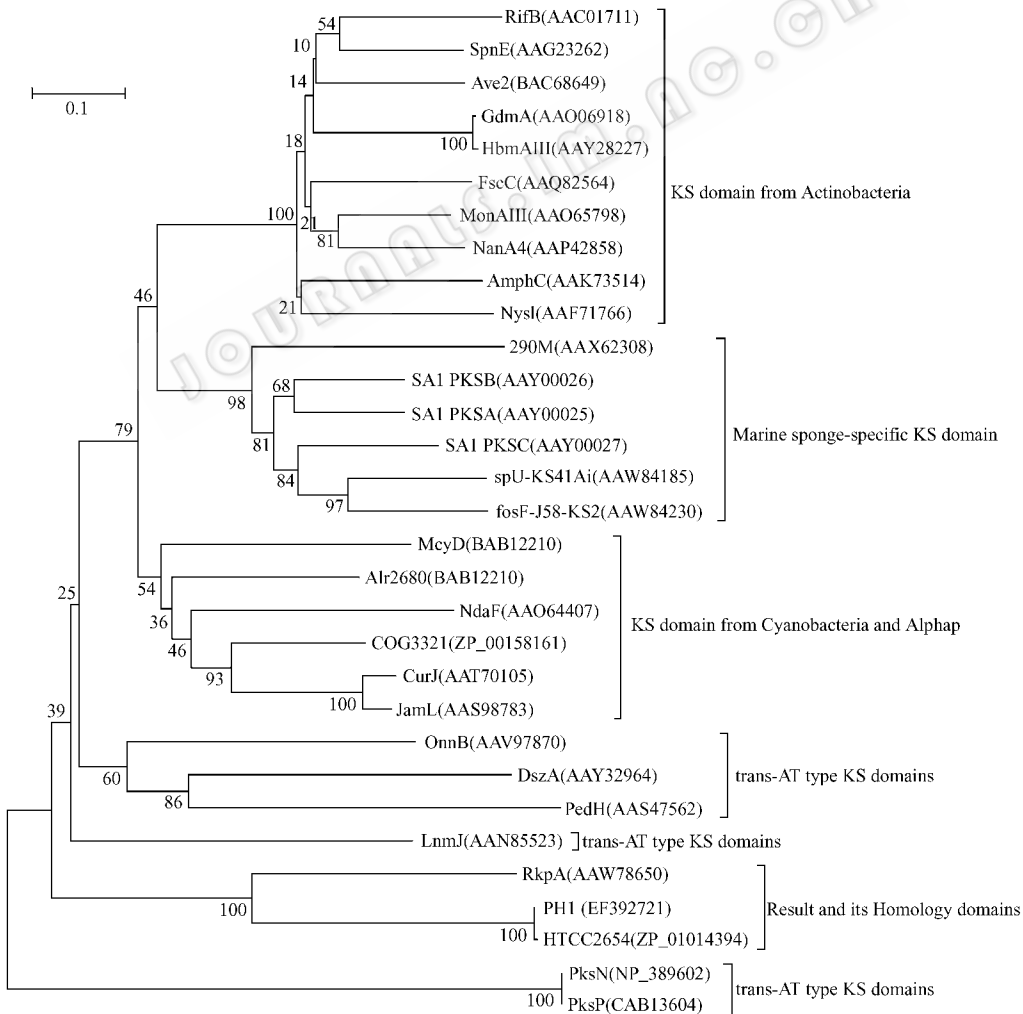 JOURNALS.IM.AC.CN
54
RifB(AAC01711)
10
SpnE(AAG23262)
14
Ave2(BAC68649)
0.1
GdmA(AAO06918)
18
100
HbmAIII(AAY28227)
FscC(AAQ82564)
KS domain from Actinobacteria
100
21
MonAIII(AAO65798)
81
NanA4(AAP42858)
AmphC(AAK73514)
46
21
NysI(AAF71766)
290M(AAX62308)
68
SA1 PKSB(AAY00026)
98
SA1 PKSA(AAY00025)
79
81
Marine sponge-specific KS domain
SA1 PKSC(AAY00027)
84
spU-KS41Ai(AAW84185)
97
fosF-J58-KS2(AAW84230)
McyD(BAB12210)
54
Alr2680(BAB12210)
25
36
NdaF(AAO64407)
KS domain from Cyanobacteria and Alphap
46
COG3321(ZP_00158161)
93
CurJ(AAT70105)
100
JamL(AAS98783)
39
OnnB(AAV97870)
60
DszA(AAY32964)
trans-AT type KS domains
86
PedH(AAS47562)
LnmJ(AAN85523)
trans-AT type KS domains
RkpA(AAW78650)
100
PH1 (EF392721)
Result and its Homology domains
100
HTCC2654(ZP_01014394)
PksN(NP_389602)
trans-AT type KS domains
100
PksP(CAB13604)